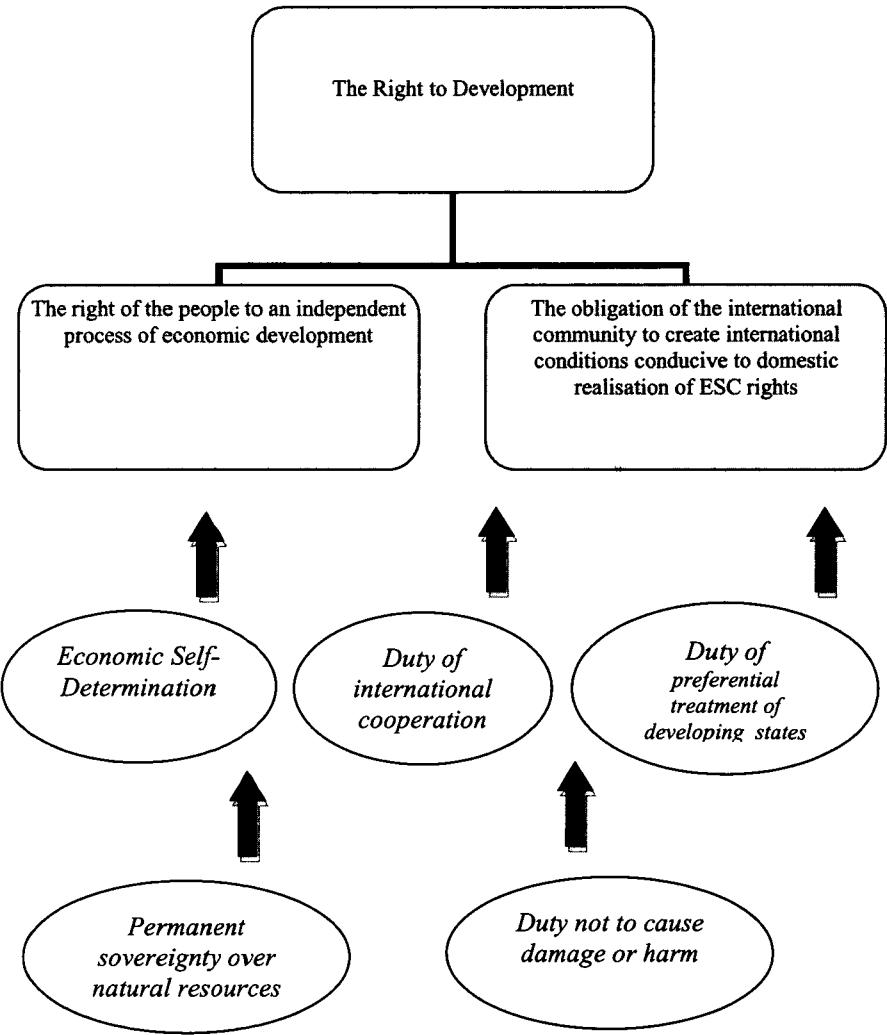 The Right to Development
The right of the people to an independent
process of economic development
The obligation of the international
community to create international
conditions conducive to domestic
realisation of ESC rights
Economic Self-
Determination
Duty of
international
cooperation
Duty of
preferential
treatment of
developing states
Permanent
sovereignty over
natural resources
Duty not to cause
damage or harm